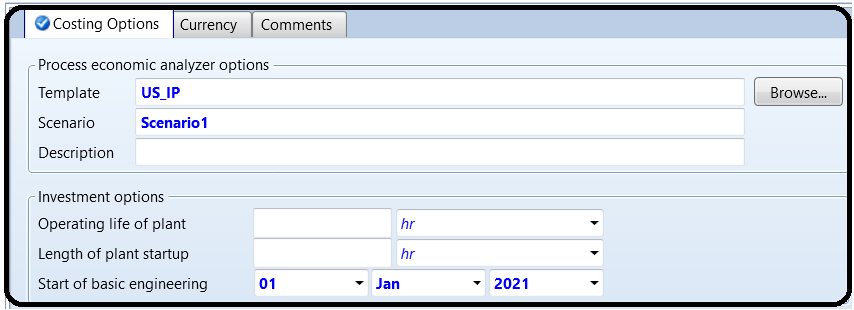 Costing Options Currency Comments
Process economic analyzer options
Template US_IP Browse...
Scenario Scenario1
Description
Investment options
Operating life of plant hr
Length of plant startup hr
Start of basic engineering 01 Jan 2021